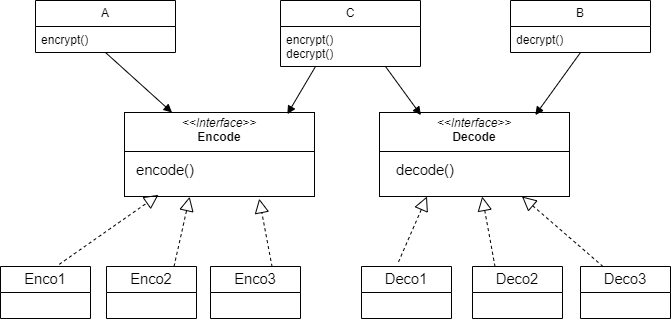 A
encrypt()
C
encrypt()
decrypt()
B
decrypt()
<<Interface>>
Encode
encode()
<<Interface>>
Decode
decode()
Enco1
Enco2
Enco3
Deco1
Deco2
Deco3